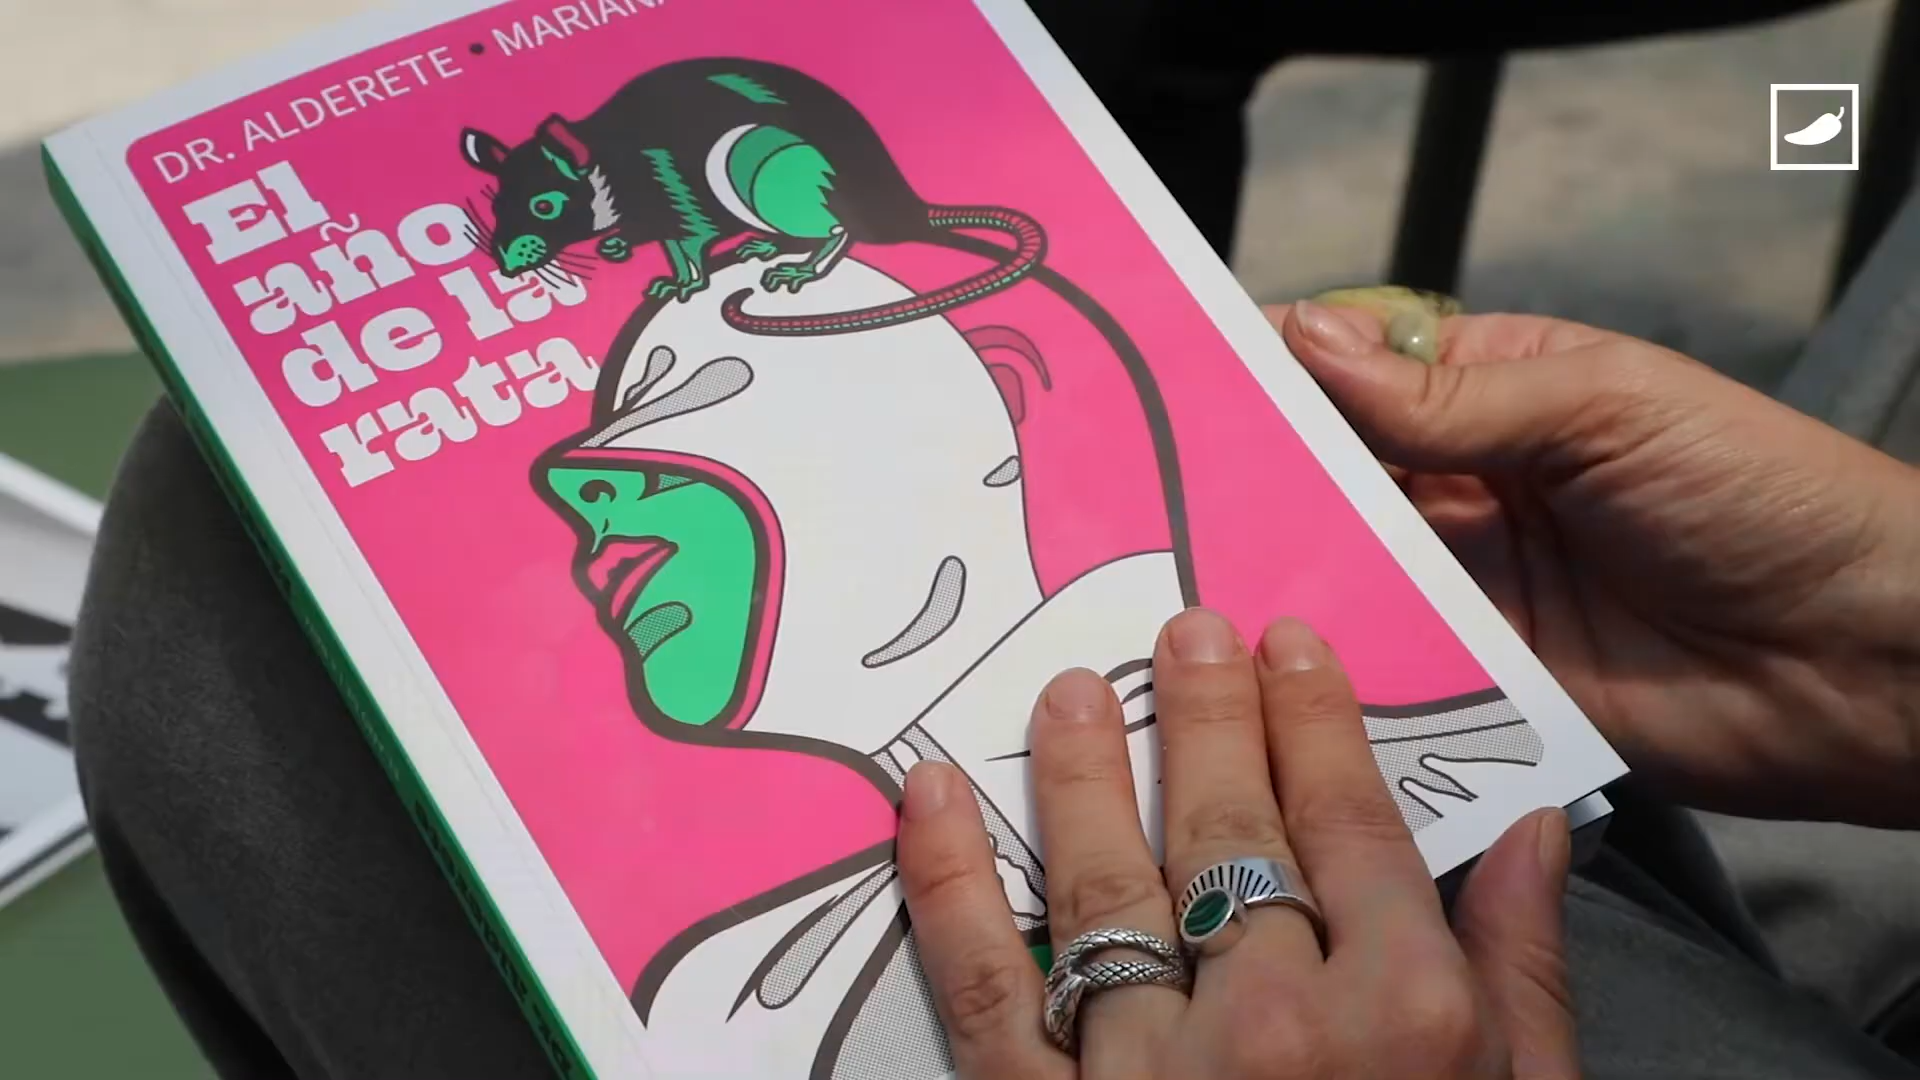 DR. ALDERETE • MARIANA
El
año
de la
rata